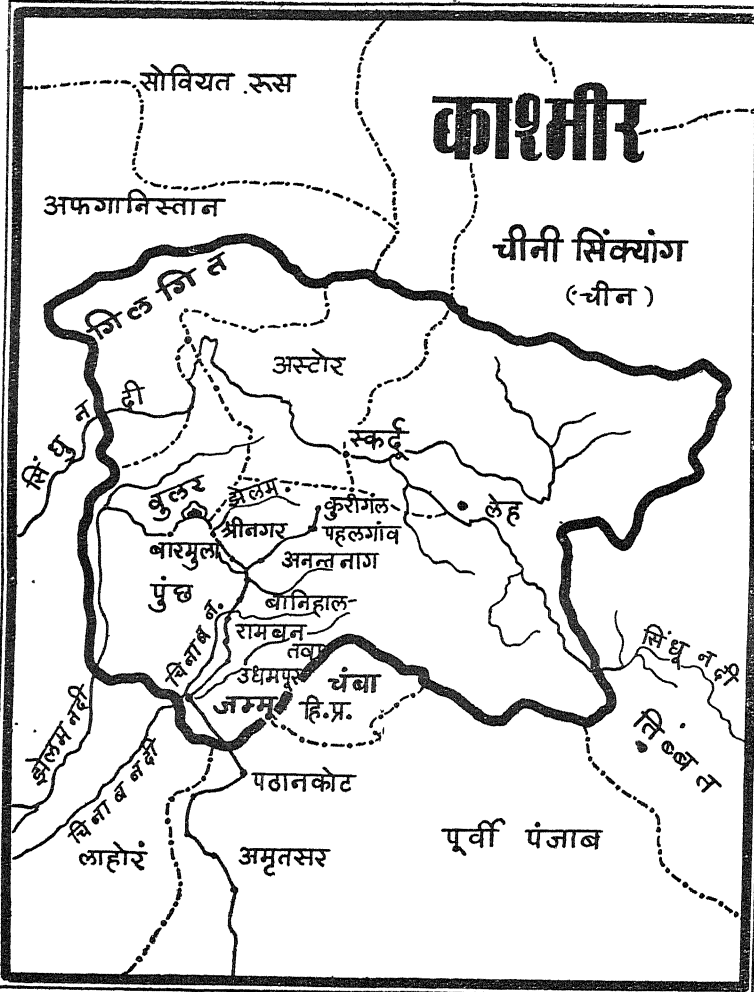 सोवियत रूस
काश्मीर
अफगानिस्तान
चीनी सिंक्यांग
(चीन)
गिलगित
अस्टोर
सिंधु नदी
स्कर्दू
वुलर
झेलम
कुरीगल
लेह
श्रीनगर
पहलगांव
बारमुला
अनन्तनाग
पुंछ
बानिहाल
चिनाब न.
रामबन
उधमपूर
चंबा
हि.प्र.
जम्मू
सिंधू नदी
तिब्बत
झेलम नदी
चिनाब नदी
पठानकोट
लाहोर
अमृतसर
पूर्वी पंजाब